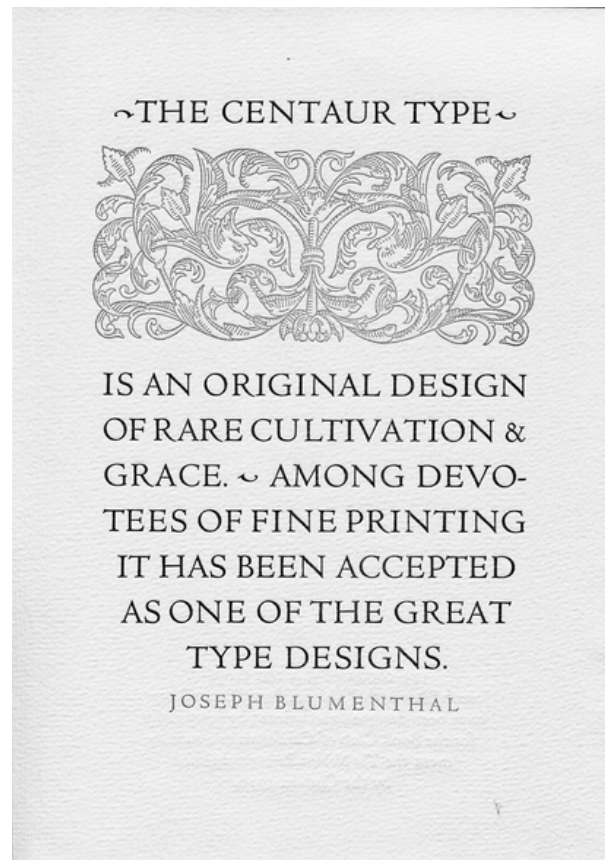 ~THE CENTAUR TYPE~
IS AN ORIGINAL DESIGN
OF RARE CULTIVATION &
GRACE. ~ AMONG DEVO-
TEES OF FINE PRINTING
IT HAS BEEN ACCEPTED
AS ONE OF THE GREAT
TYPE DESIGNS.
JOSEPH BLUMENTHAL